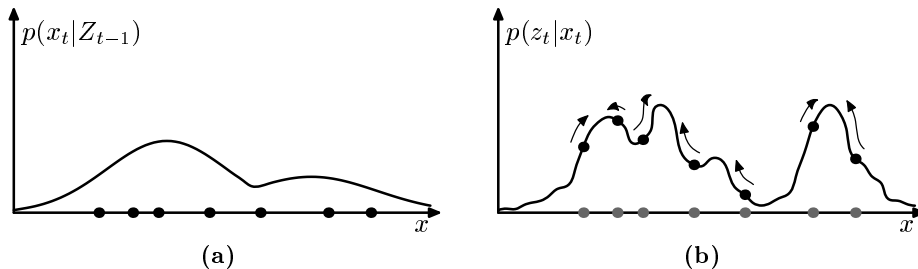 p(x_t|Z_{t−1})
x
(a)
p(z_t|x_t)
x
(b)